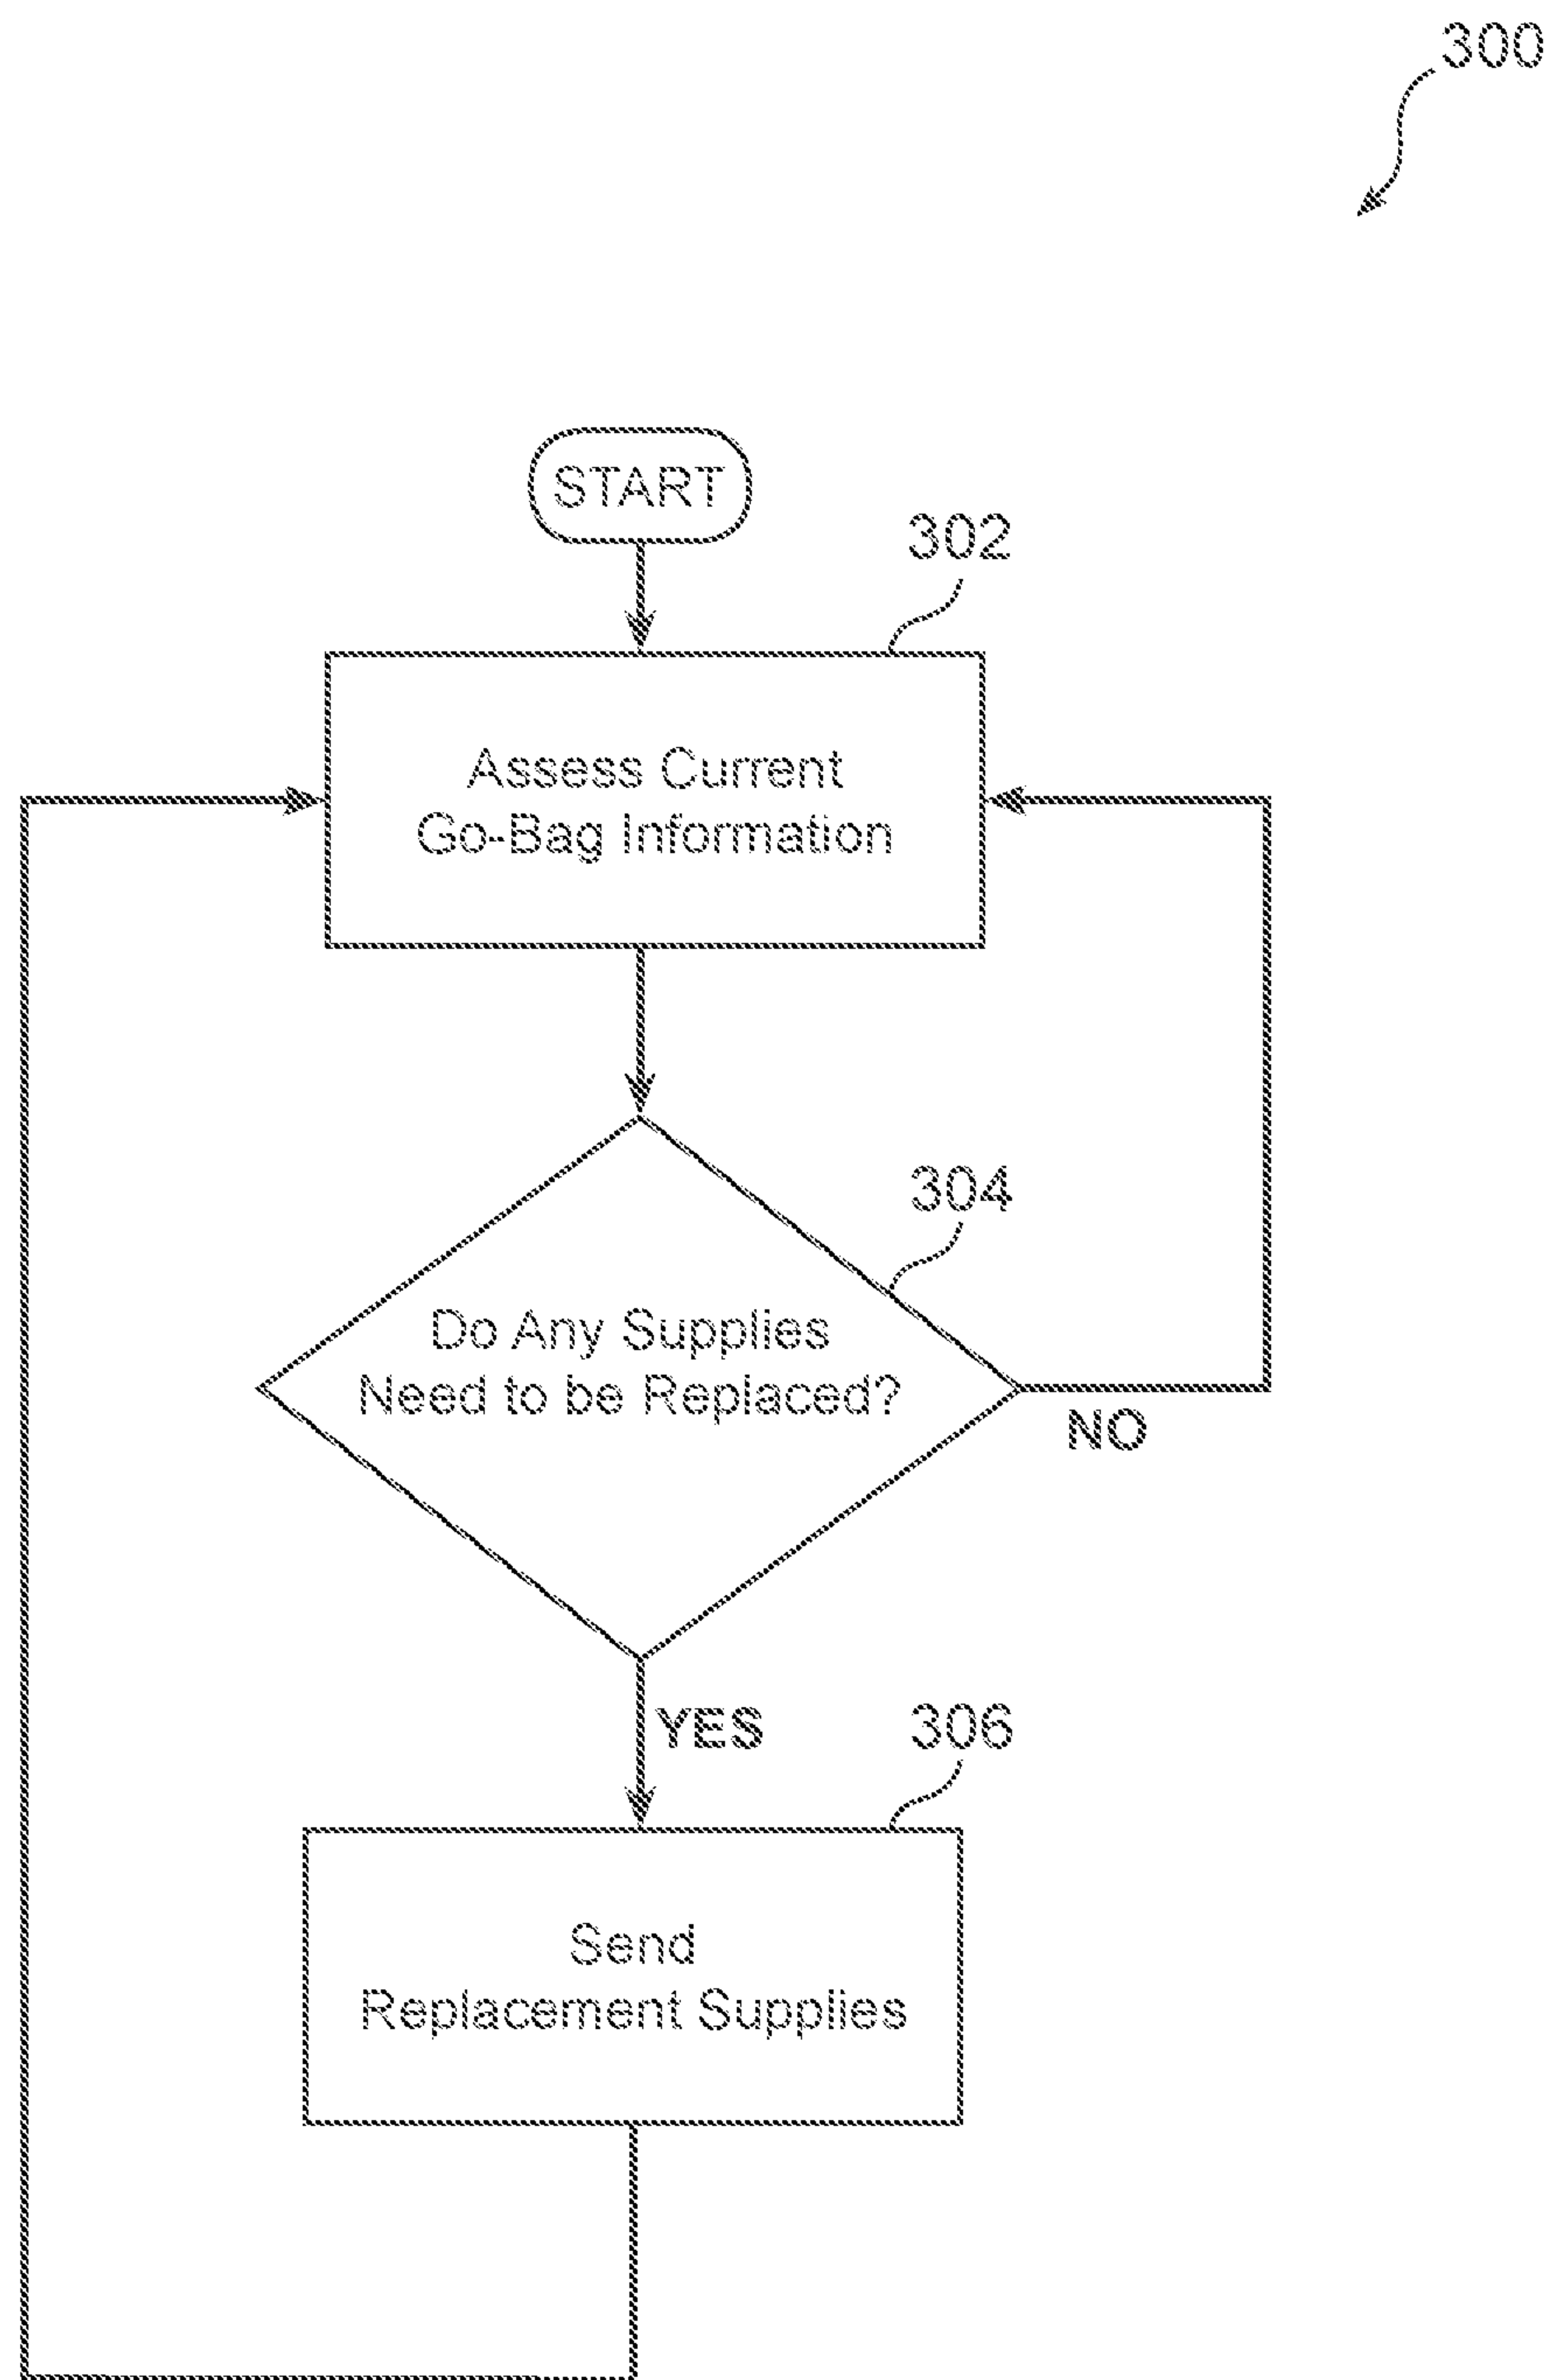 300
START
302
Assess Current
Go-Bag Information
304
Do Any Supplies
Need to be Replaced?
NO
YES
306
Send
Replacement Supplies